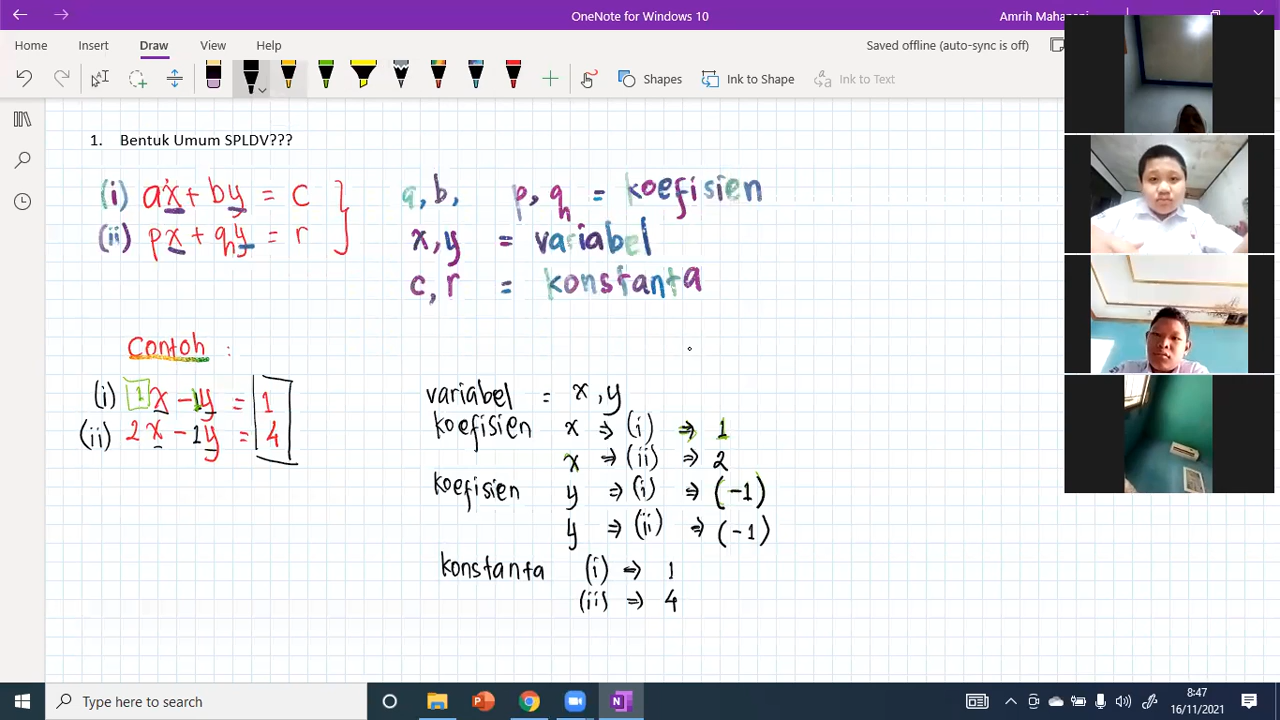 OneNote for Windows 10
Home Insert Draw View Help
Saved offline (auto-sync is off)
Shapes Ink to Shape Ink to Text
1. Bentuk Umum SPLDV???
(i) ax + by = c
(ii) px + qy = r
a, b, p, q = koefisien
x, y = variabel
c, r = konstanta
Contoh :
(i) 1x - 1y = 1
(ii) 2x - 1y = 4
variabel = x, y
koefisien x ⇒ (i) ⇒ 1
x ⇒ (ii) ⇒ 2
koefisien y ⇒ (i) ⇒ (-1)
y ⇒ (ii) ⇒ (-1)
konstanta (i) ⇒ 1
(ii) ⇒ 4
Type here to search
8:47
16/11/2021